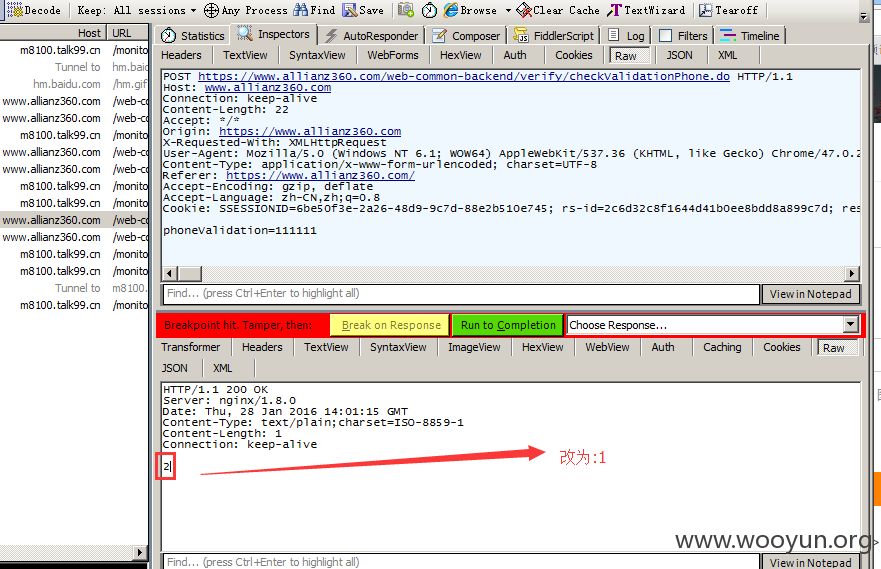 Decode Keep: All sessions Any Process Find Save Browse Clear Cache TextWizard Tearoff
Host URL
m8100.talk99.cn /monito
Tunnel to hm.baidu
hm.baidu.com /hm.gif
www.allianz360.com /web-co
www.allianz360.com /web-co
m8100.talk99.cn /monito
www.allianz360.com /web-co
www.allianz360.com /web-co
m8100.talk99.cn /monito
m8100.talk99.cn /monito
www.allianz360.com /web-co
www.allianz360.com /web-co
m8100.talk99.cn /monito
m8100.talk99.cn /monito
Tunnel to m8100.
m8100.talk99.cn /monito
Statistics Inspectors AutoResponder Composer FiddlerScript Log Filters Timeline
Headers TextView SyntaxView WebForms HexView Auth Cookies Raw JSON XML
POST https://www.allianz360.com/web-common-backend/verify/checkValidationPhone.do HTTP/1.1
Host: www.allianz360.com
Connection: keep-alive
Content-Length: 22
Accept: */*
Origin: https://www.allianz360.com
X-Requested-With: XMLHttpRequest
User-Agent: Mozilla/5.0 (Windows NT 6.1; WOW64) AppleWebKit/537.36 (KHTML, like Gecko) Chrome/47.0.2
Content-Type: application/x-www-form-urlencoded; charset=UTF-8
Referer: https://www.allianz360.com/
Accept-Encoding: gzip, deflate
Accept-Language: zh-CN,zh;q=0.8
Cookie: SSESSIONID=6be50f3e-2a26-48d9-9c7d-88e2b510e745; rs-id=2c6d32c8f1644d41b0ee8bdd8a899c7d; res
phoneValidation=111111
Find... (press Ctrl+Enter to highlight all) View in Notepad
Breakpoint hit. Tamper, then: Break on Response Run to Completion Choose Response...
Transformer Headers TextView SyntaxView ImageView HexView WebView Auth Caching Cookies Raw
JSON XML
HTTP/1.1 200 OK
Server: nginx/1.8.0
Date: Thu, 28 Jan 2016 14:01:15 GMT
Content-Type: text/plain;charset=ISO-8859-1
Content-Length: 1
Connection: keep-alive
2
改为:1
www.wooyun.org
Find... (press Ctrl+Enter to highlight all) View in Notepad